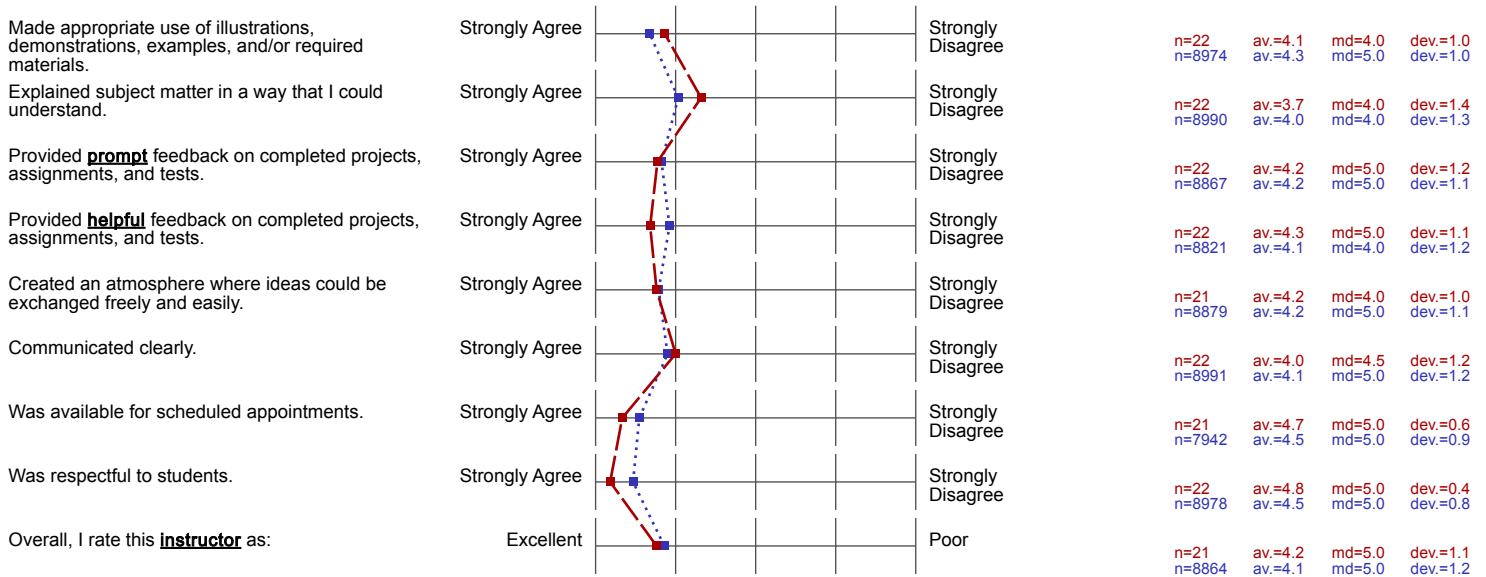 Made appropriate use of illustrations,
demonstrations, examples, and/or required
materials.
Strongly Agree
Strongly
Disagree
n=22 av.=4.1 md=4.0 dev.=1.0
n=8974 av.=4.3 md=5.0 dev.=1.0
Explained subject matter in a way that I could
understand.
Strongly Agree
Strongly
Disagree
n=22 av.=3.7 md=4.0 dev.=1.4
n=8990 av.=4.0 md=4.0 dev.=1.3
Provided prompt feedback on completed projects,
assignments, and tests.
Strongly Agree
Strongly
Disagree
n=22 av.=4.2 md=5.0 dev.=1.2
n=8867 av.=4.2 md=5.0 dev.=1.1
Provided helpful feedback on completed projects,
assignments, and tests.
Strongly Agree
Strongly
Disagree
n=22 av.=4.3 md=5.0 dev.=1.1
n=8821 av.=4.1 md=4.0 dev.=1.2
Created an atmosphere where ideas could be
exchanged freely and easily.
Strongly Agree
Strongly
Disagree
n=21 av.=4.2 md=4.0 dev.=1.0
n=8879 av.=4.2 md=5.0 dev.=1.1
Communicated clearly.
Strongly Agree
Strongly
Disagree
n=22 av.=4.0 md=4.5 dev.=1.2
n=8991 av.=4.1 md=5.0 dev.=1.2
Was available for scheduled appointments.
Strongly Agree
Strongly
Disagree
n=21 av.=4.7 md=5.0 dev.=0.6
n=7942 av.=4.5 md=5.0 dev.=0.9
Was respectful to students.
Strongly Agree
Strongly
Disagree
n=22 av.=4.8 md=5.0 dev.=0.4
n=8978 av.=4.5 md=5.0 dev.=0.8
Overall, I rate this instructor as:
Excellent
Poor
n=21 av.=4.2 md=5.0 dev.=1.1
n=8864 av.=4.1 md=5.0 dev.=1.2